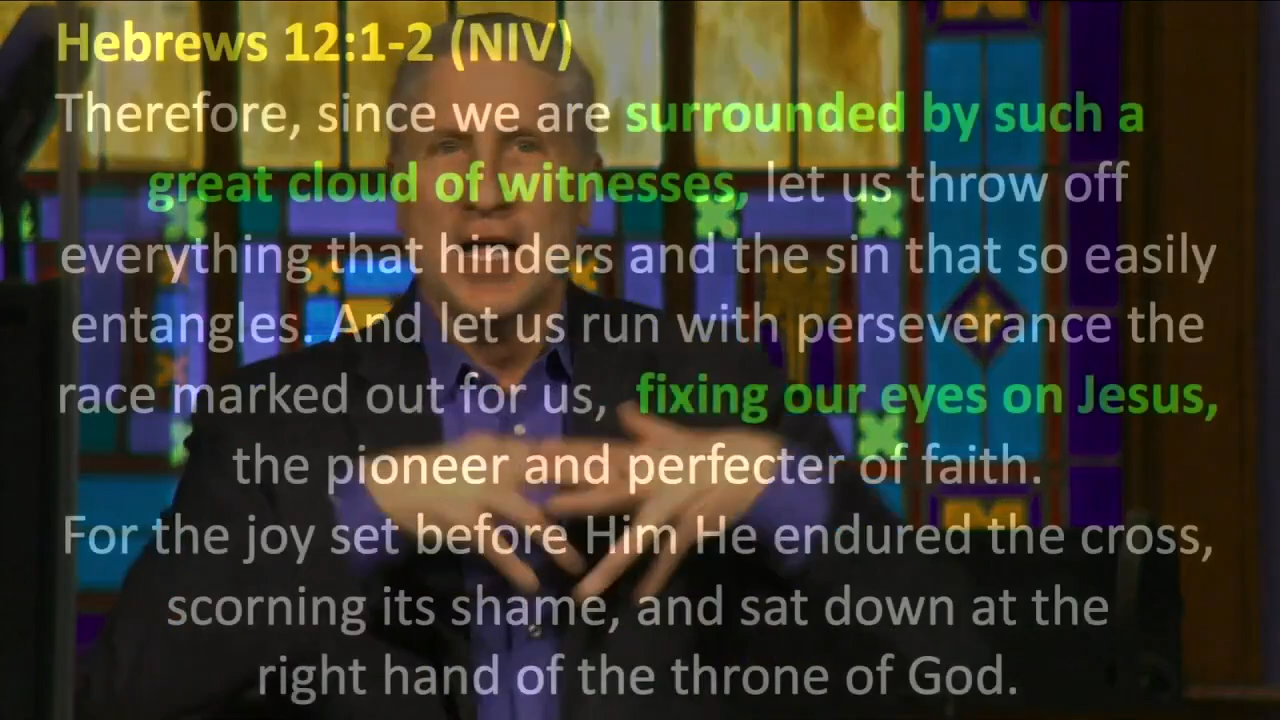 Hebrews 12:1-2 (NIV)
Therefore, since we are surrounded by such a
great cloud of witnesses, let us throw off
everything that hinders and the sin that so easily
entangles. And let us run with perseverance the
race marked out for us, fixing our eyes on Jesus,
the pioneer and perfecter of faith.
For the joy set before Him He endured the cross,
scorning its shame, and sat down at the
right hand of the throne of God.